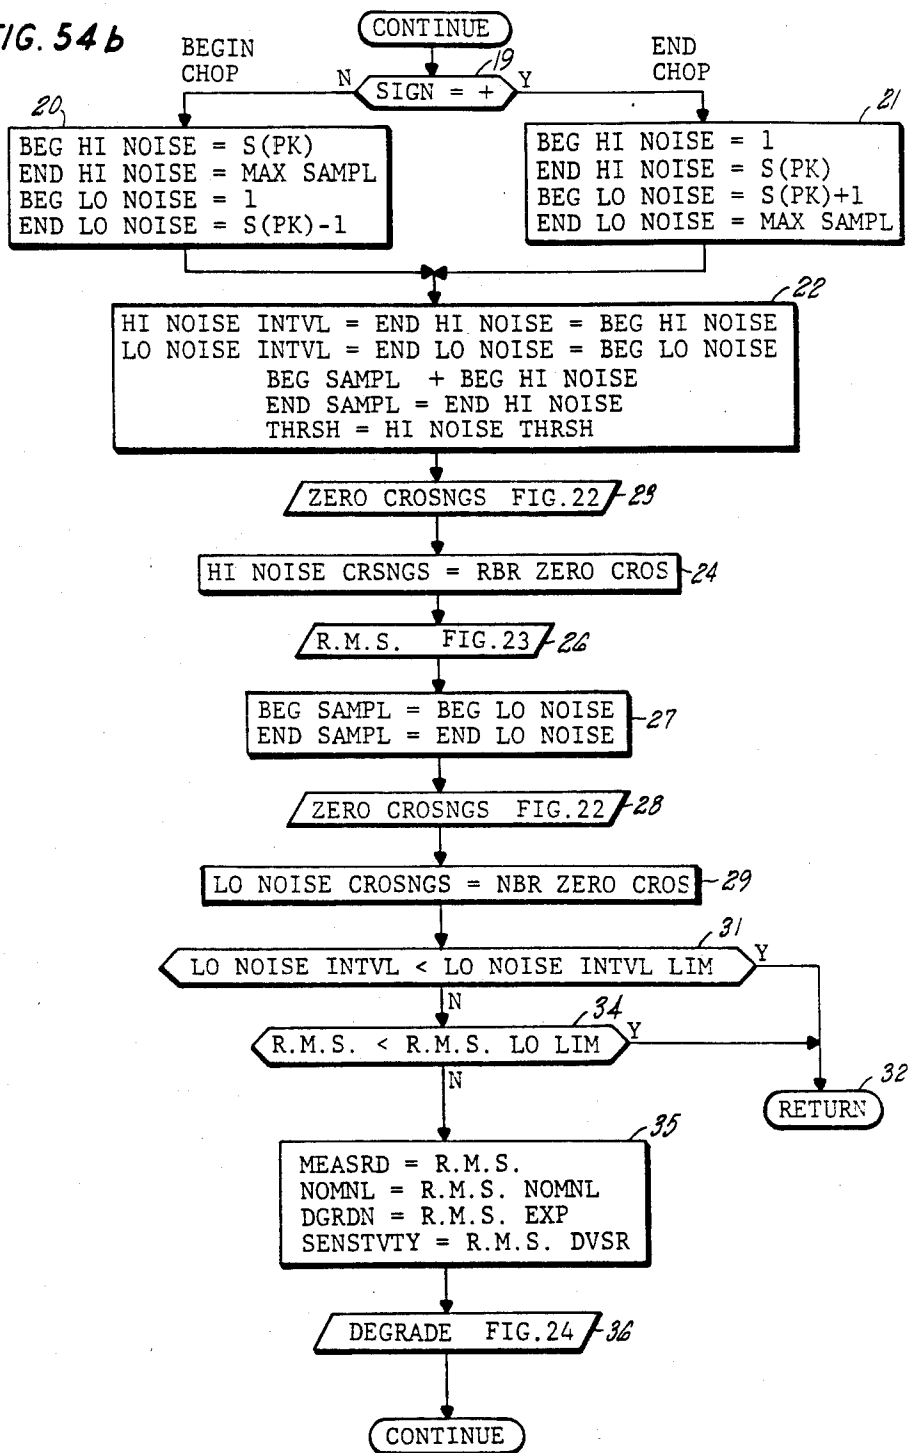 FIG. 54b
CONTINUE
BEGIN
CHOP
END
CHOP
19
N
SIGN = +
Y
20
BEG HI NOISE = S(PK)
END HI NOISE = MAX SAMPL
BEG LO NOISE = 1
END LO NOISE = S(PK)-1
21
BEG HI NOISE = 1
END HI NOISE = S(PK)
BEG LO NOISE = S(PK)+1
END LO NOISE = MAX SAMPL
22
HI NOISE INTVL = END HI NOISE = BEG HI NOISE
LO NOISE INTVL = END LO NOISE = BEG LO NOISE
BEG SAMPL + BEG HI NOISE
END SAMPL = END HI NOISE
THRSH = HI NOISE THRSH
ZERO CROSNGS FIG.22 23
HI NOISE CRSNGS = RBR ZERO CROS 24
R.M.S. FIG.23 26
BEG SAMPL = BEG LO NOISE
END SAMPL = END LO NOISE
27
ZERO CROSNGS FIG.22 28
LO NOISE CROSNGS = NBR ZERO CROS 29
31
LO NOISE INTVL < LO NOISE INTVL LIM Y
N
34
R.M.S. < R.M.S. LO LIM Y
N
32
RETURN
35
MEASRD = R.M.S.
NOMNL = R.M.S. NOMNL
DGRDN = R.M.S. EXP
SENSTVTY = R.M.S. DVSR
DEGRADE FIG.24 36
CONTINUE